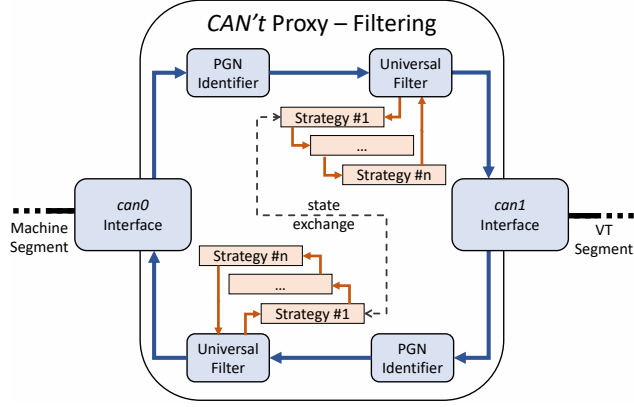 CAN't Proxy – Filtering
PGN
Identifier
Universal
Filter
Strategy #1
...
Strategy #n
can0
Interface
can1
Interface
Machine
Segment
VT
Segment
state
exchange
Strategy #n
...
Strategy #1
Universal
Filter
PGN
Identifier